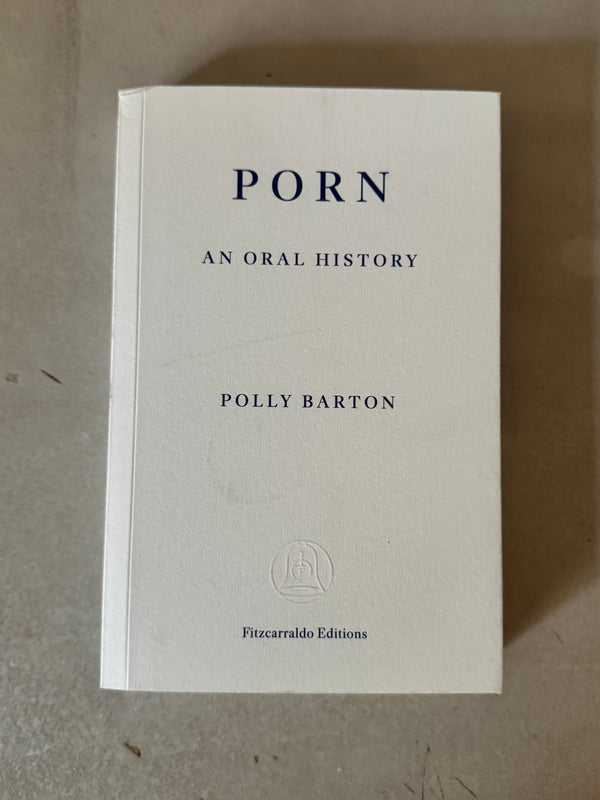 PORN
AN ORAL HISTORY
POLLY BARTON
Fitzcarraldo Editions